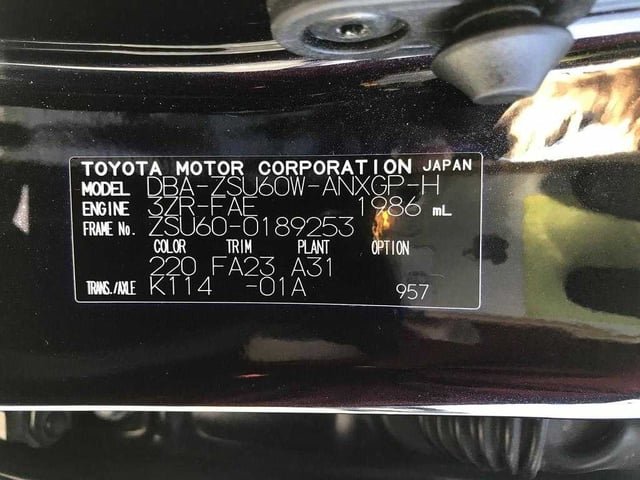 TOYOTA MOTOR CORPORATION JAPAN
MODEL DBA-ZSU60W-ANXGP-H
ENGINE 3ZR-FAE 1986 mL
FRAME No. ZSU60-0189253
COLOR TRIM PLANT OPTION
220 FA23 A31
TRANS./AXLE K114 -01A 957